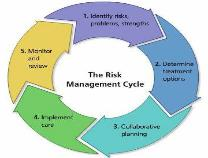 1. Identify risks,
problems, strengths
2. Determine
treatment
options
3. Collaborative
planning
4. Implement
care
5. Monitor
and
review
The Risk
Management Cycle